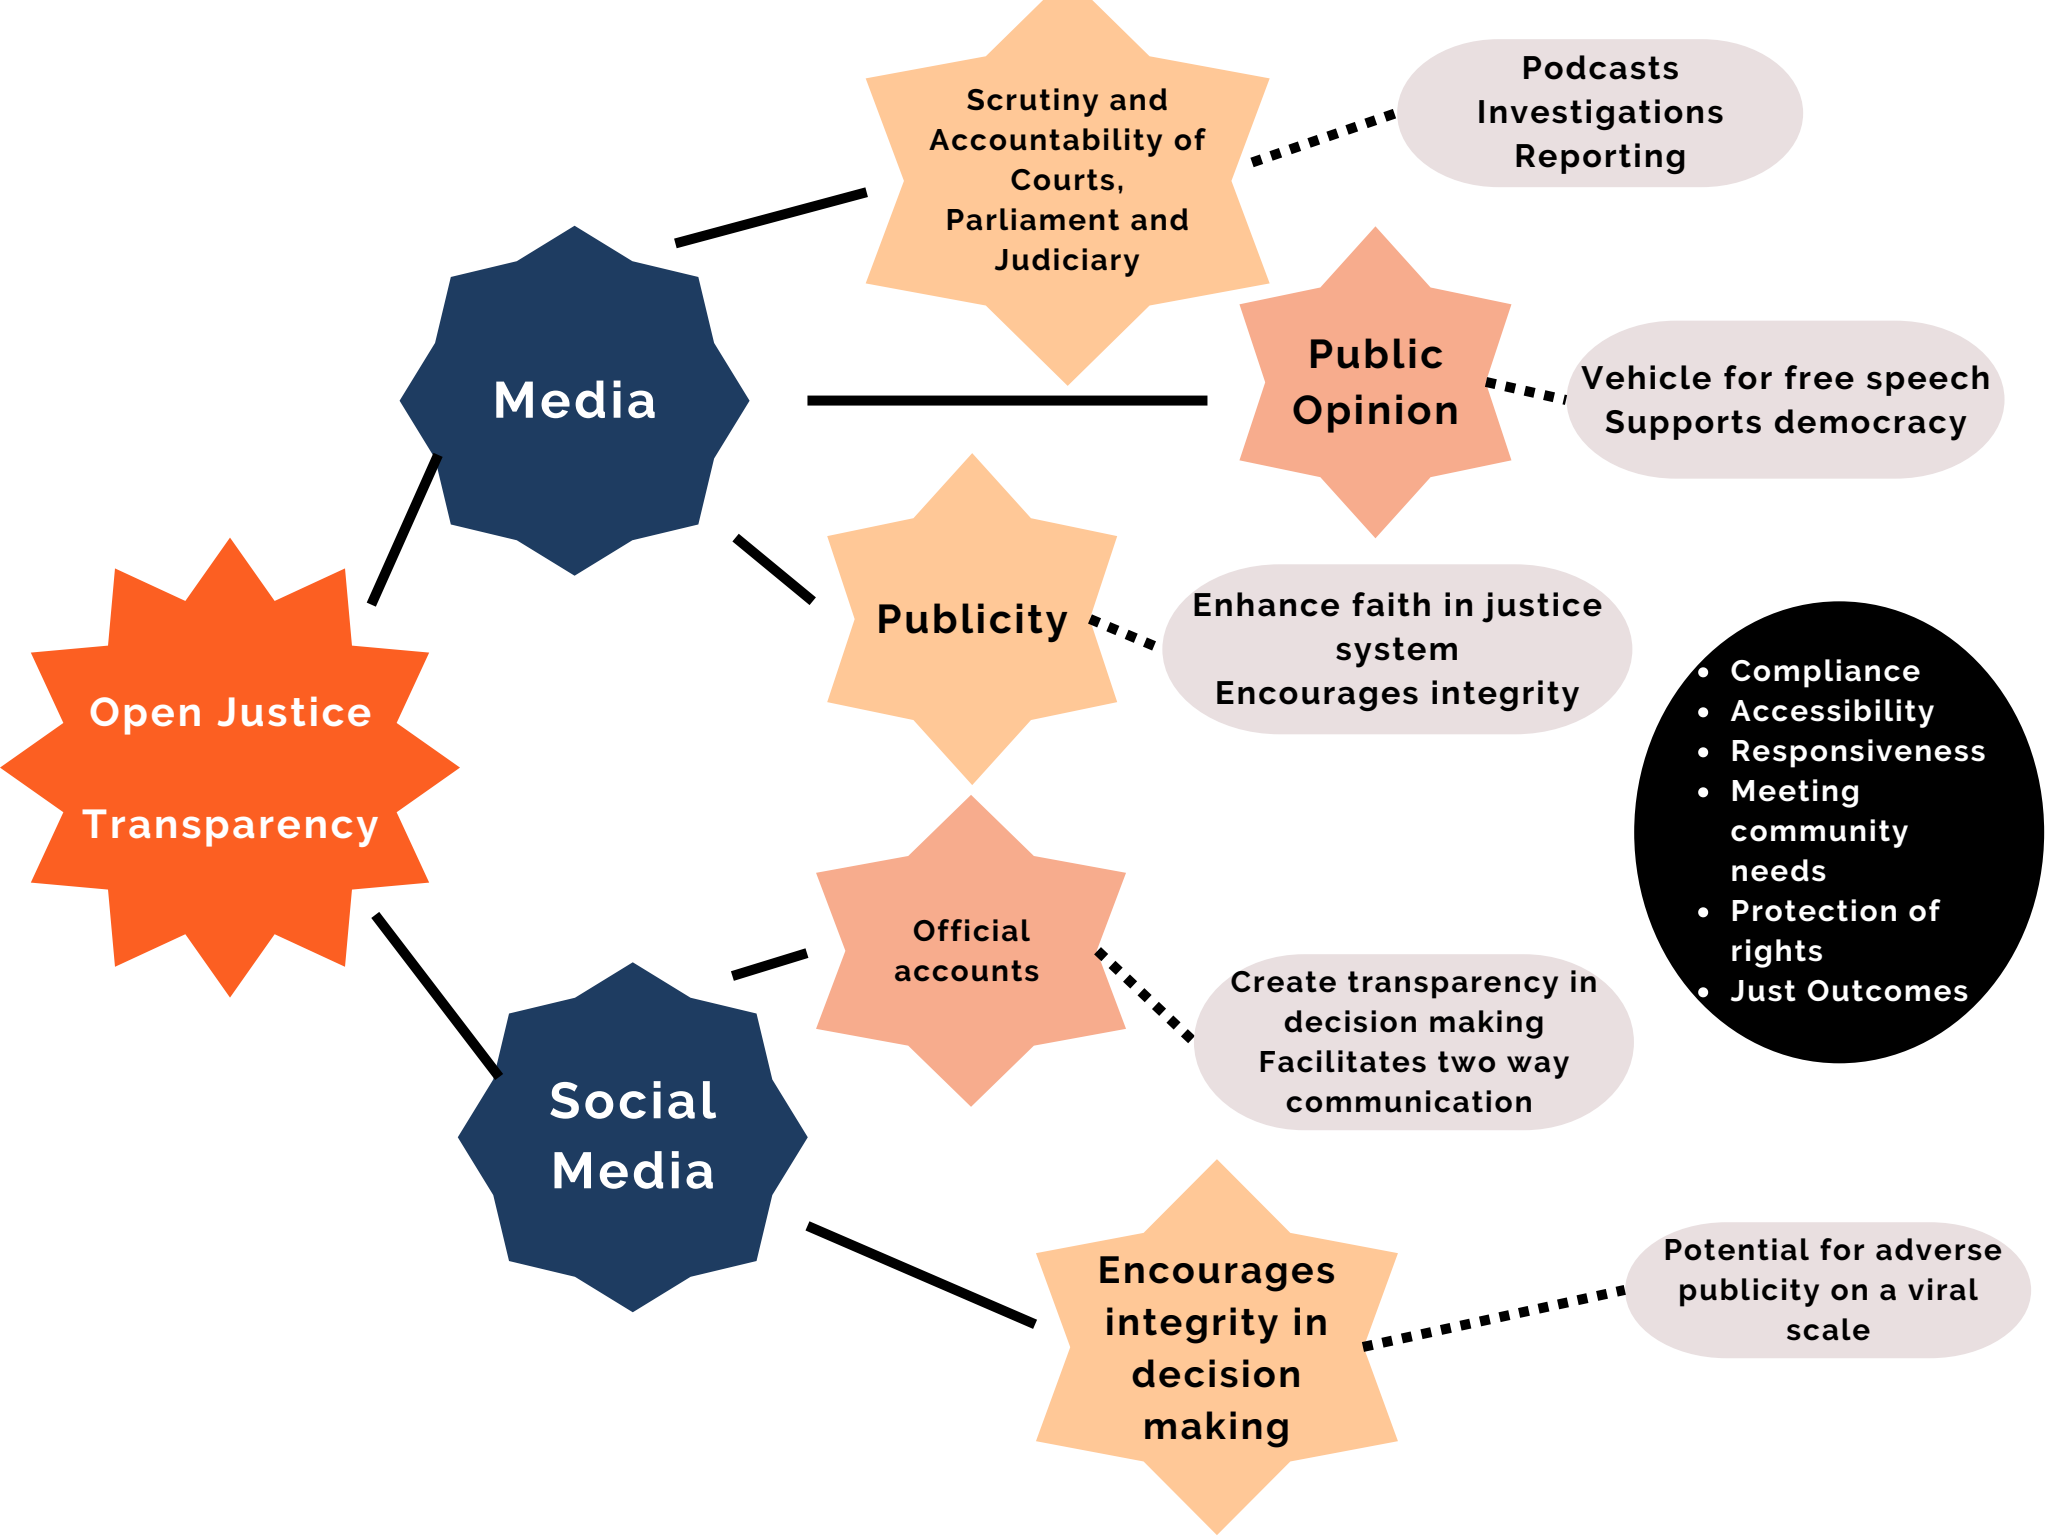 Scrutiny and
Accountability of
Courts,
Parliament and
Judiciary
Podcasts
Investigations
Reporting
Media
Public
Opinion
Vehicle for free speech
Supports democracy
Publicity
Enhance faith in justice
system
Encourages integrity
Open Justice
Transparency
• Compliance
• Accessibility
• Responsiveness
• Meeting
community
needs
• Protection of
rights
• Just Outcomes
Official
accounts
Create transparency in
decision making
Facilitates two way
communication
Social
Media
Encourages
integrity in
decision
making
Potential for adverse
publicity on a viral
scale